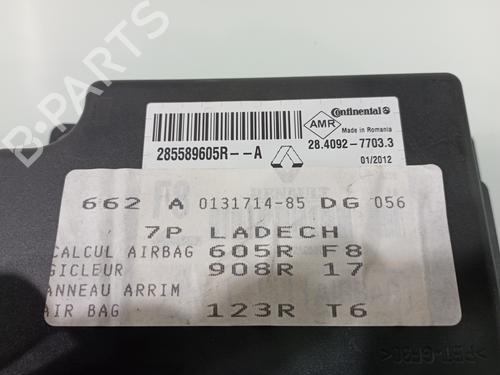 B-PARTS
Continental
AMR
Made in Romania
285589605R--A
28.4092-7703.3
01/2012
662 A 0131714-85 DG 056
7P LADECH
CALCUL AIRBAG 605R F8
GICLEUR 908R 17
ANNEAU ARRIM
AIR BAG 123R T6